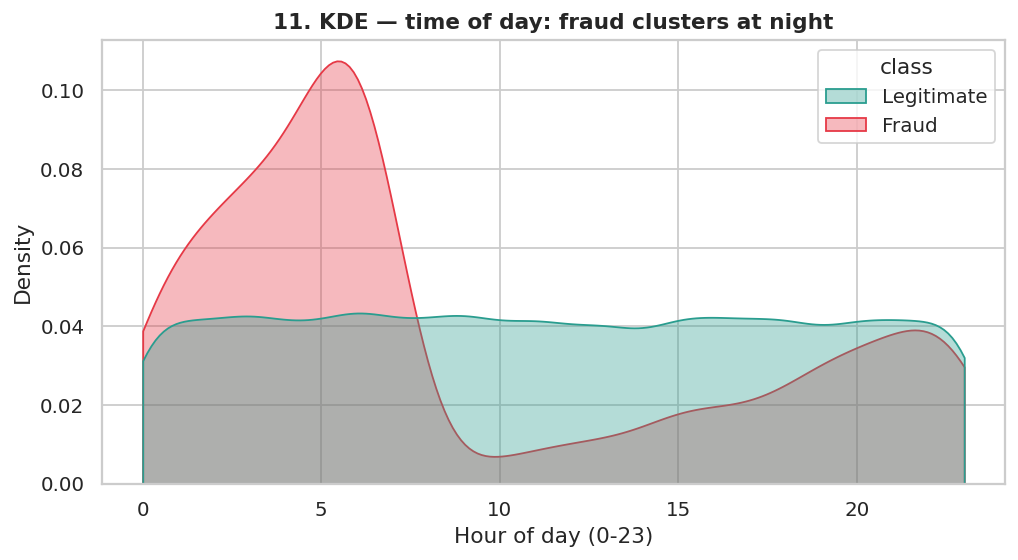 11. KDE — time of day: fraud clusters at night
class
Legitimate
Fraud
Density
0.10
0.08
0.06
0.04
0.02
0.00
0 5 10 15 20
Hour of day (0-23)